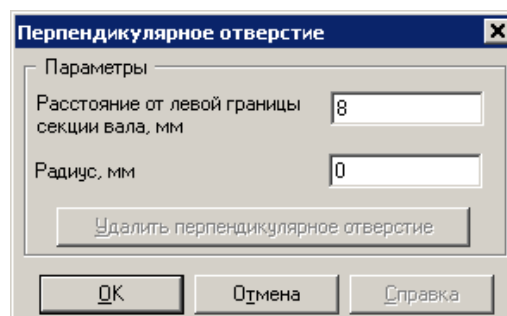 Перпендикулярное отверстие
Параметры
Расстояние от левой границы
секции вала, мм
8
Радиус, мм
0
Удалить перпендикулярное отверстие
OK
Отмена
Справка